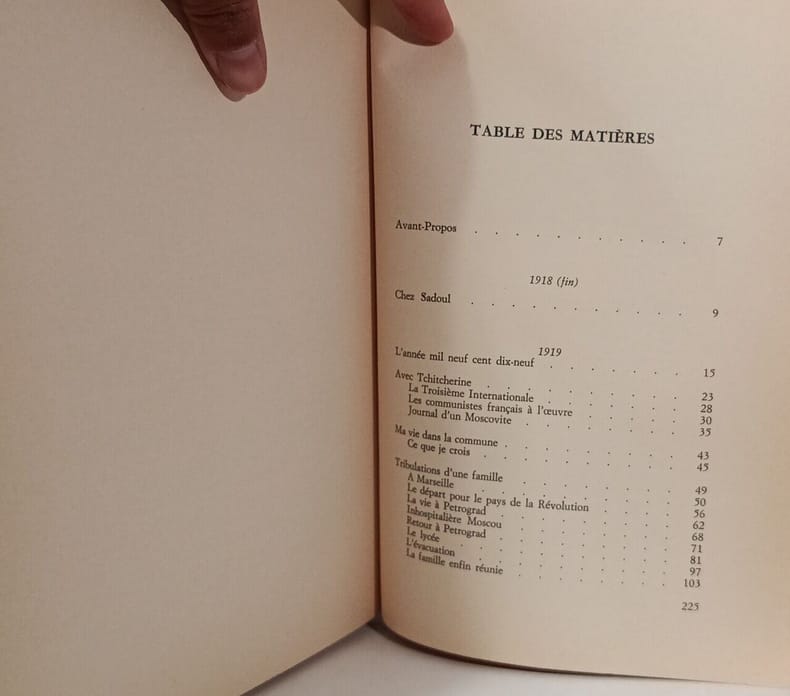 TABLE DES MATIÈRES
Avant-Propos . . . . . . . . . . . 7
1918 (fin)
Chez Sadoul . . . . . . . . . . . 9
1919
L'année mil neuf cent dix-neuf . . . . . . . 15
Avec Tchitcherine . . . . . . . . . . 23
La Troisième Internationale . . . . . . . 28
Les communistes français à l'œuvre . . . . . 30
Journal d'un Moscovite . . . . . . . . 35
Ma vie dans la commune . . . . . . . . 43
Ce que je crois . . . . . . . . . . 45
Tribulations d'une famille . . . . . . . . 49
A Marseille . . . . . . . . . . 50
Le départ pour le pays de la Révolution . . . . 56
La vie à Petrograd . . . . . . . . . 62
Inhospitalière Moscou . . . . . . . . 68
Retour à Petrograd . . . . . . . . . 71
Le lycée . . . . . . . . . . . 81
L'évacuation . . . . . . . . . . 97
La famille enfin réunie . . . . . . . . 103
225